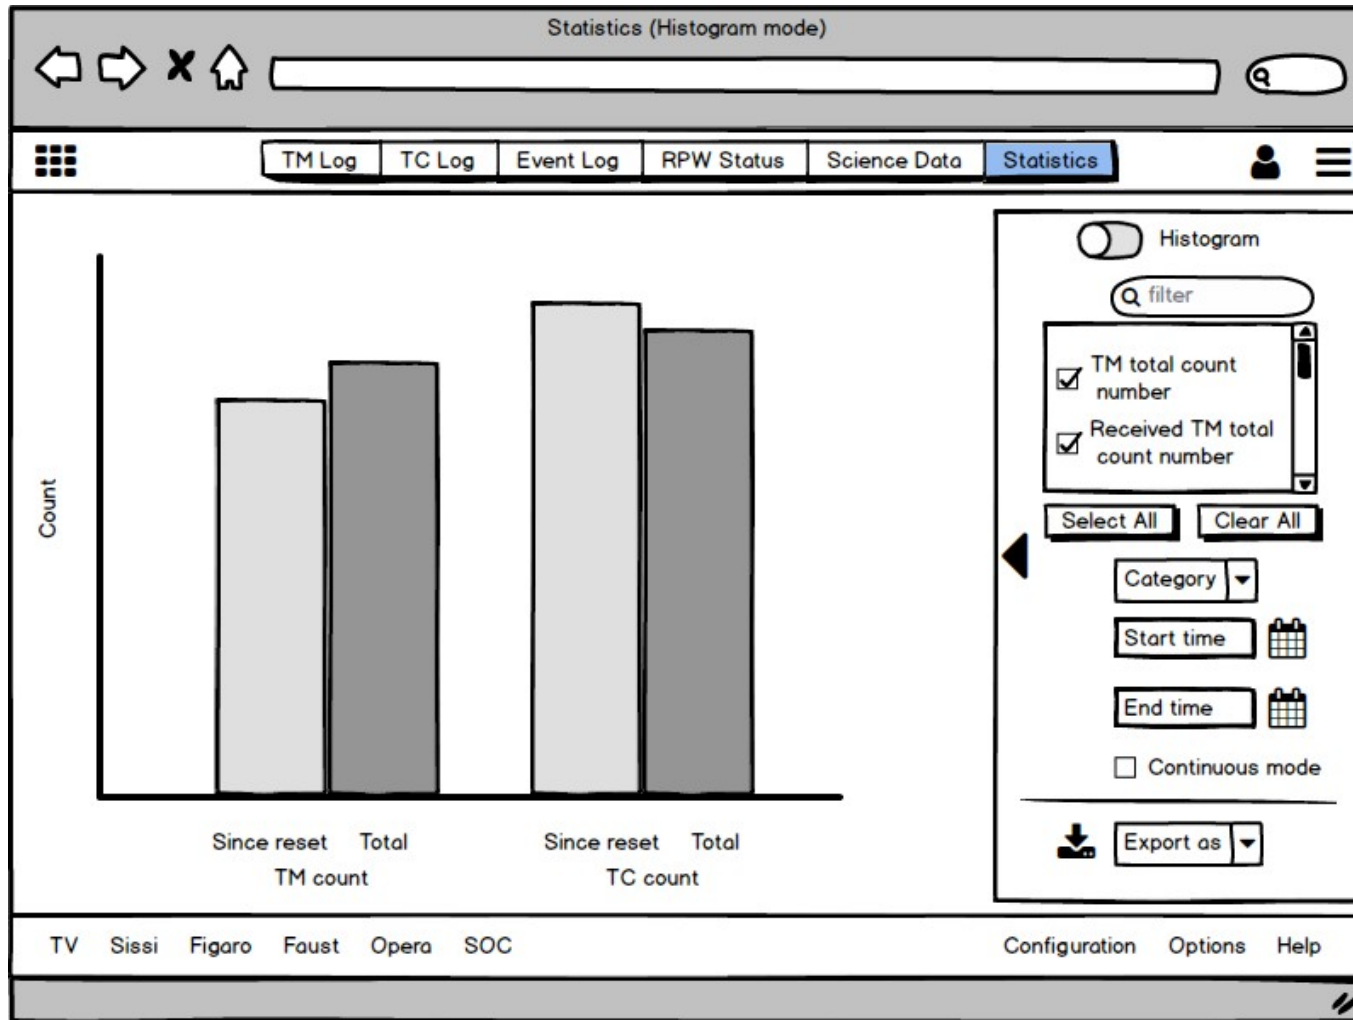 Statistics (Histogram mode)
TM Log TC Log Event Log RPW Status Science Data Statistics
Histogram
filter
TM total count
number
Received TM total
count number
Select All Clear All
Category
Start time
End time
Continuous mode
Export as
Count
Since reset Total Since reset Total
TM count TC count
TV Sissi Figaro Faust Opera SOC Configuration Options Help